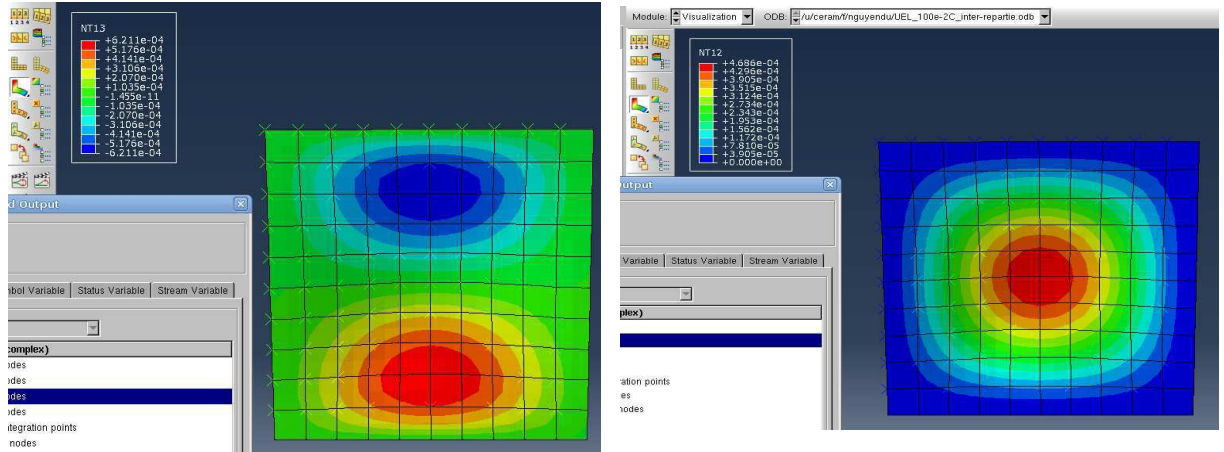 NT13
+6.211e-04
+5.176e-04
+4.141e-04
+3.106e-04
+2.070e-04
+1.035e-04
-1.455e-11
-1.035e-04
-2.070e-04
-3.106e-04
-4.141e-04
-5.176e-04
-6.211e-04
d Output
mbol Variable Status Variable Stream Variable
complex)
odes
odes
odes
odes
ntegration points
nodes
Module: Visualization ODB: /u/ceram/f/nguyendu/UEL_100e-2C_inter-repartie.odb
NT12
+4.686e-04
+4.296e-04
+3.905e-04
+3.515e-04
+3.124e-04
+2.734e-04
+2.343e-04
+1.953e-04
+1.562e-04
+1.172e-04
+7.810e-05
+3.905e-05
+0.000e+00
utput
Variable Status Variable Stream Variable
plex)
ration points
es
nodes